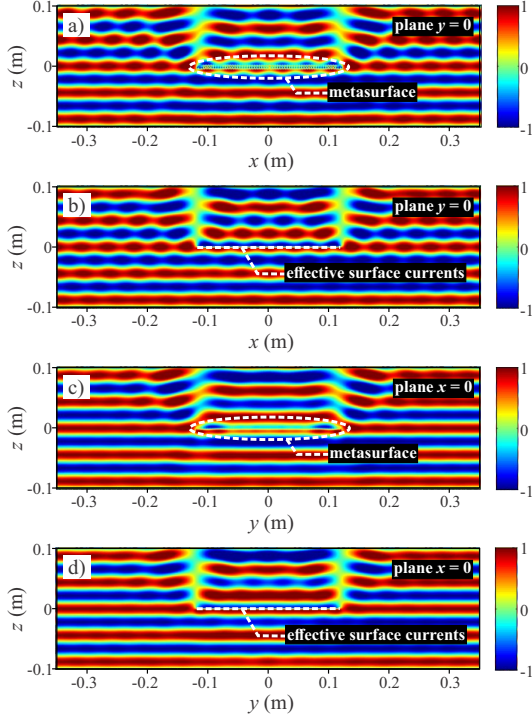 a)
plane y = 0
metasurface
z (m)
0.1
0
-0.1
-0.3 -0.2 -0.1 0 0.1 0.2 0.3
x (m)
1
0
-1
b)
plane y = 0
effective surface currents
z (m)
0.1
0
-0.1
-0.3 -0.2 -0.1 0 0.1 0.2 0.3
x (m)
1
0
-1
c)
plane x = 0
metasurface
z (m)
0.1
0
-0.1
-0.3 -0.2 -0.1 0 0.1 0.2 0.3
y (m)
1
0
-1
d)
plane x = 0
effective surface currents
z (m)
0.1
0
-0.1
-0.3 -0.2 -0.1 0 0.1 0.2 0.3
y (m)
1
0
-1